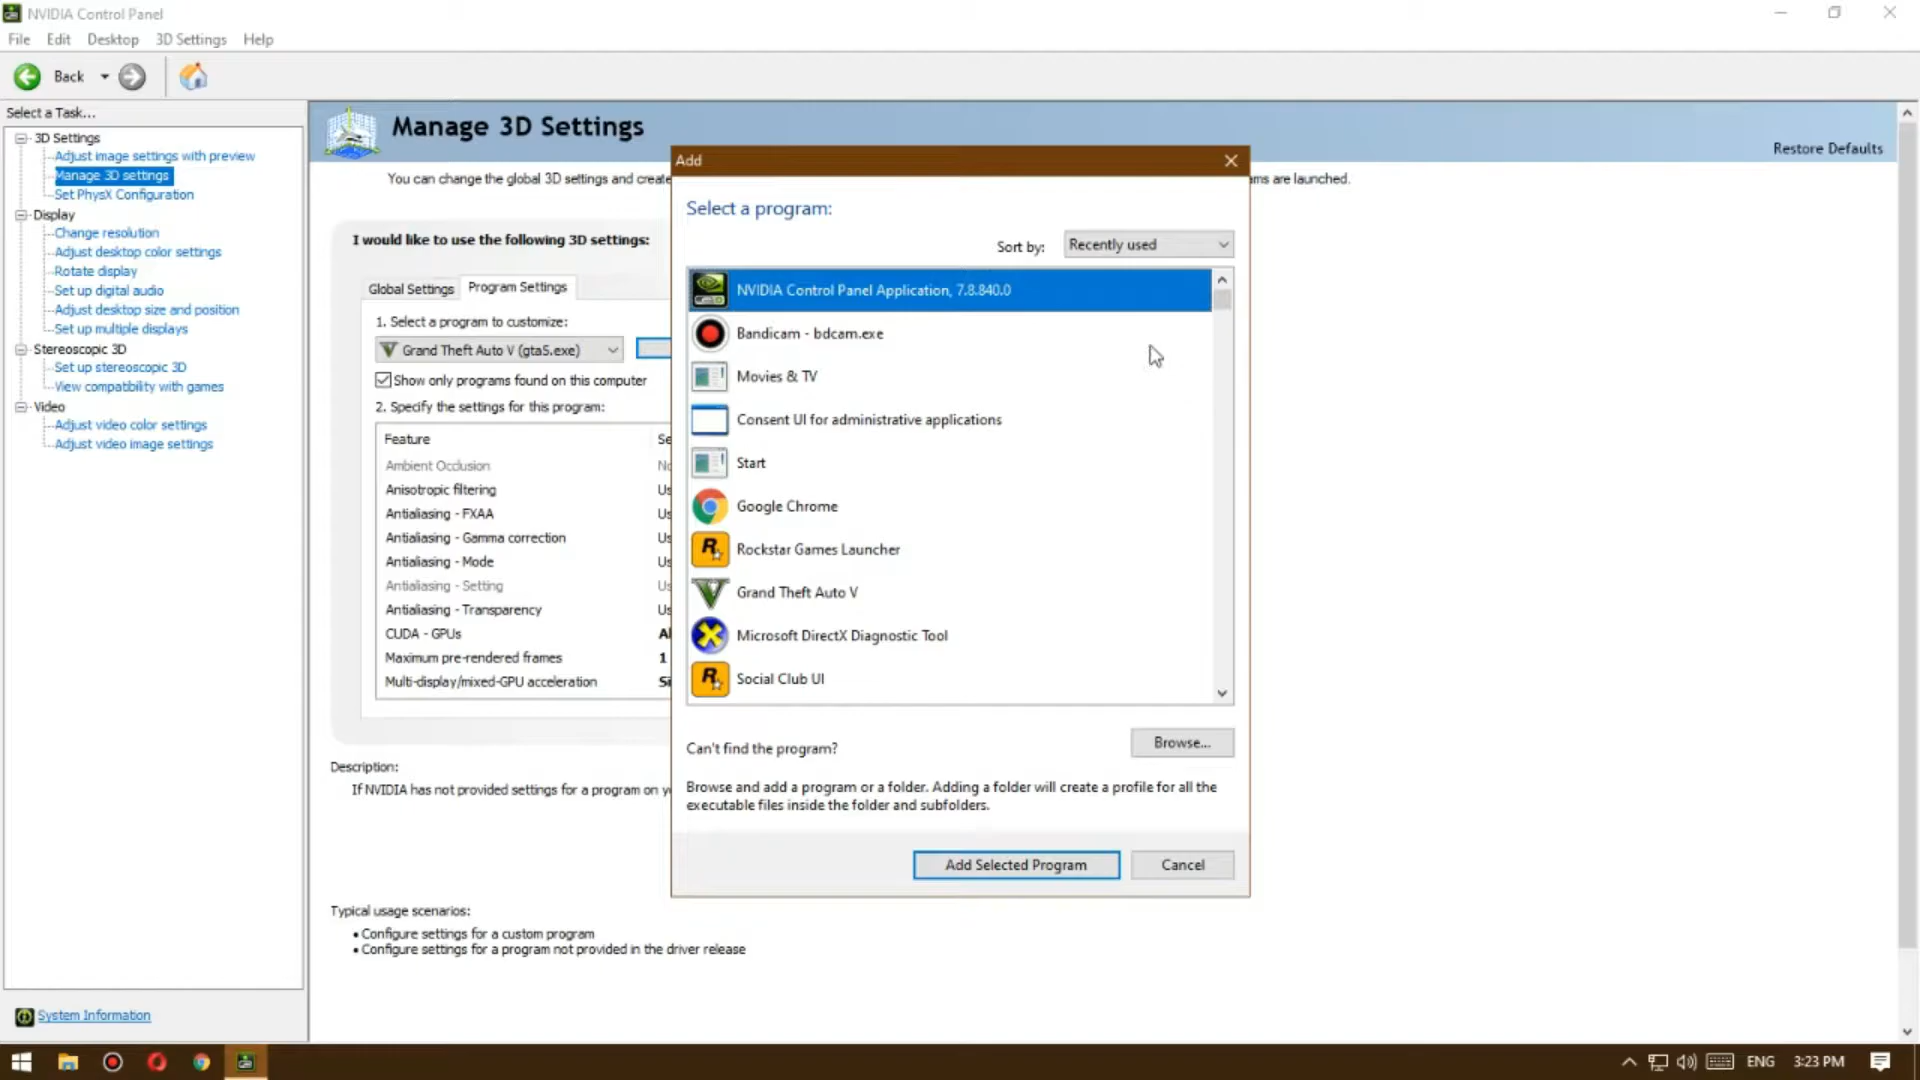 NVIDIA Control Panel
File Edit Desktop 3D Settings Help
Back
Select a Task...
3D Settings
Adjust image settings with preview
Manage 3D settings
Set PhysX Configuration
Display
Change resolution
Adjust desktop color settings
Rotate display
Set up digital audio
Adjust desktop size and position
Set up multiple displays
Stereoscopic 3D
Set up stereoscopic 3D
View compatibility with games
Video
Adjust video color settings
Adjust video image settings
System Information
Manage 3D Settings
Restore Defaults
You can change the global 3D settings and create
ms are launched.
I would like to use the following 3D settings:
Global Settings Program Settings
1. Select a program to customize:
Grand Theft Auto V (gta5.exe)
Show only programs found on this computer
2. Specify the settings for this program:
Feature Se
Ambient Occlusion No
Anisotropic filtering Us
Antialiasing - FXAA Us
Antialiasing - Gamma correction Us
Antialiasing - Mode Us
Antialiasing - Setting Us
Antialiasing - Transparency Us
CUDA - GPUs Al
Maximum pre-rendered frames 1
Multi-display/mixed-GPU acceleration Si
Description:
If NVIDIA has not provided settings for a program on y
Typical usage scenarios:
• Configure settings for a custom program
• Configure settings for a program not provided in the driver release
Add
Select a program:
Sort by: Recently used
NVIDIA Control Panel Application, 7.8.840.0
Bandicam - bdcam.exe
Movies & TV
Consent UI for administrative applications
Start
Google Chrome
Rockstar Games Launcher
Grand Theft Auto V
Microsoft DirectX Diagnostic Tool
Social Club UI
Can't find the program?
Browse...
Browse and add a program or a folder. Adding a folder will create a profile for all the
executable files inside the folder and subfolders.
Add Selected Program Cancel
ENG 3:23 PM